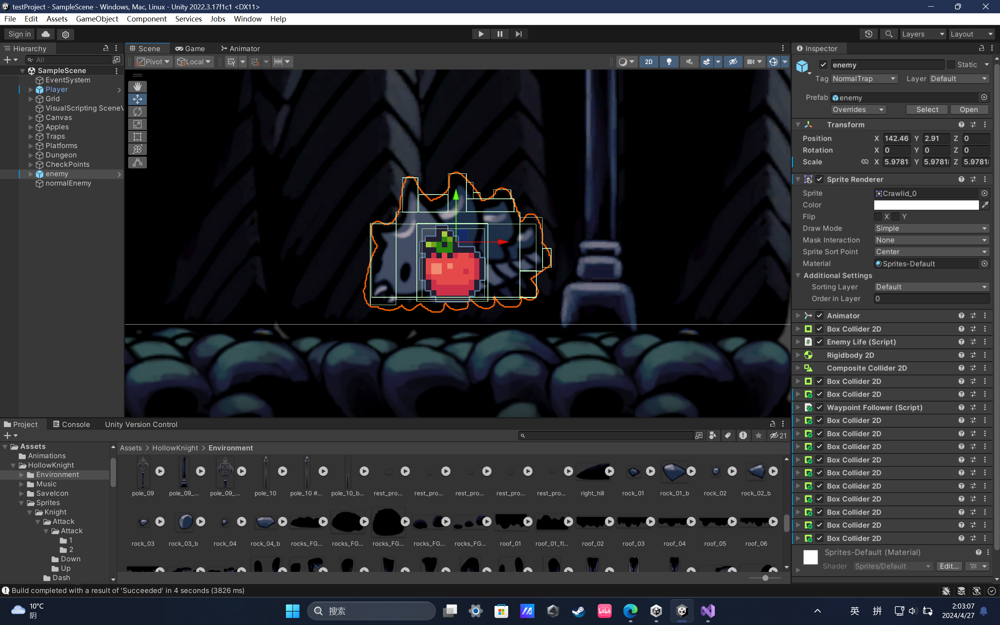 testProject - SampleScene - Windows, Mac, Linux - Unity 2022.3.17f1c1 <DX11>
File Edit Assets GameObject Component Services Jobs Window Help
Sign in
Layers
Layout
Hierarchy
All
SampleScene
EventSystem
Player
Grid
VisualScripting SceneV
Canvas
Apples
Traps
Platforms
Dungeon
CheckPoints
enemy
normalEnemy
Scene Game Animator
Pivot Local
2D
Inspector
enemy
Static
Tag NormalTrap Layer Default
Prefab enemy
Overrides Select Open
Transform
Position X 142.46 Y 2.91 Z 0
Rotation X 0 Y 0 Z 0
Scale X 5.9781 Y 5.9781 Z 5.9781
Sprite Renderer
Sprite Crawlid_0
Color
Flip X Y
Draw Mode Simple
Mask Interaction None
Sprite Sort Point Center
Material Sprites-Default
Additional Settings
Sorting Layer Default
Order in Layer 0
Animator
Box Collider 2D
Enemy Life (Script)
Rigidbody 2D
Composite Collider 2D
Box Collider 2D
Box Collider 2D
Waypoint Follower (Script)
Box Collider 2D
Box Collider 2D
Box Collider 2D
Box Collider 2D
Box Collider 2D
Box Collider 2D
Box Collider 2D
Box Collider 2D
Box Collider 2D
Box Collider 2D
Sprites-Default (Material)
Shader Sprites/Default Edit...
Project Console Unity Version Control
21
Assets
Animations
HollowKnight
Environment
Music
SaveIcon
Sprites
Knight
Attack
Attack
1
2
Down
Up
Dash
Assets > HollowKnight > Environment
pole_09 pole_09_... pole_09_... pole_10 pole_10 #... pole_10_b... rest_pro... rest_pro... rest_pro... rest_pro... rest_pro... right_hill rock_01 rock_01_b rock_02 rock_02_b
rock_03 rock_03_b rock_04 rock_04_b rocks_FG... rocks_FG... rocks_FG... rocks_FG... rocks_FG... roof_01 roof_01_fl... roof_02 roof_03 roof_04 roof_05 roof_06
Build completed with a result of 'Succeeded' in 4 seconds (3826 ms)
10°C
阴
搜索
bilibili
英 拼
2:03:07
2024/4/27